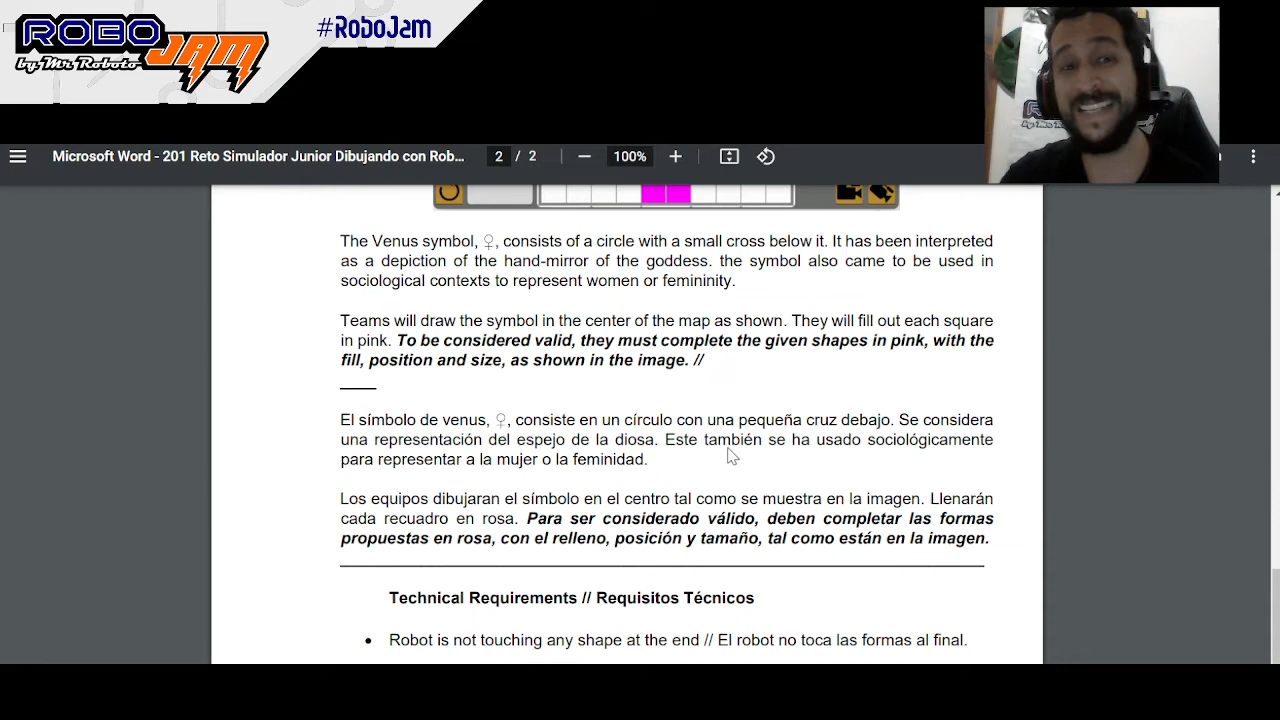 ROBO
JAM
by Mr Roboto
#RoboJam
Microsoft Word - 201 Reto Simulador Junior Dibujando con Rob...
2 / 2
100%
The Venus symbol, ♀, consists of a circle with a small cross below it. It has been interpreted
as a depiction of the hand-mirror of the goddess. the symbol also came to be used in
sociological contexts to represent women or femininity.
Teams will draw the symbol in the center of the map as shown. They will fill out each square
in pink. To be considered valid, they must complete the given shapes in pink, with the
fill, position and size, as shown in the image. //
El símbolo de venus, ♀, consiste en un círculo con una pequeña cruz debajo. Se considera
una representación del espejo de la diosa. Este también se ha usado sociológicamente
para representar a la mujer o la feminidad.
Los equipos dibujaran el símbolo en el centro tal como se muestra en la imagen. Llenarán
cada recuadro en rosa. Para ser considerado válido, deben completar las formas
propuestas en rosa, con el relleno, posición y tamaño, tal como están en la imagen.
Technical Requirements // Requisitos Técnicos
• Robot is not touching any shape at the end // El robot no toca las formas al final.